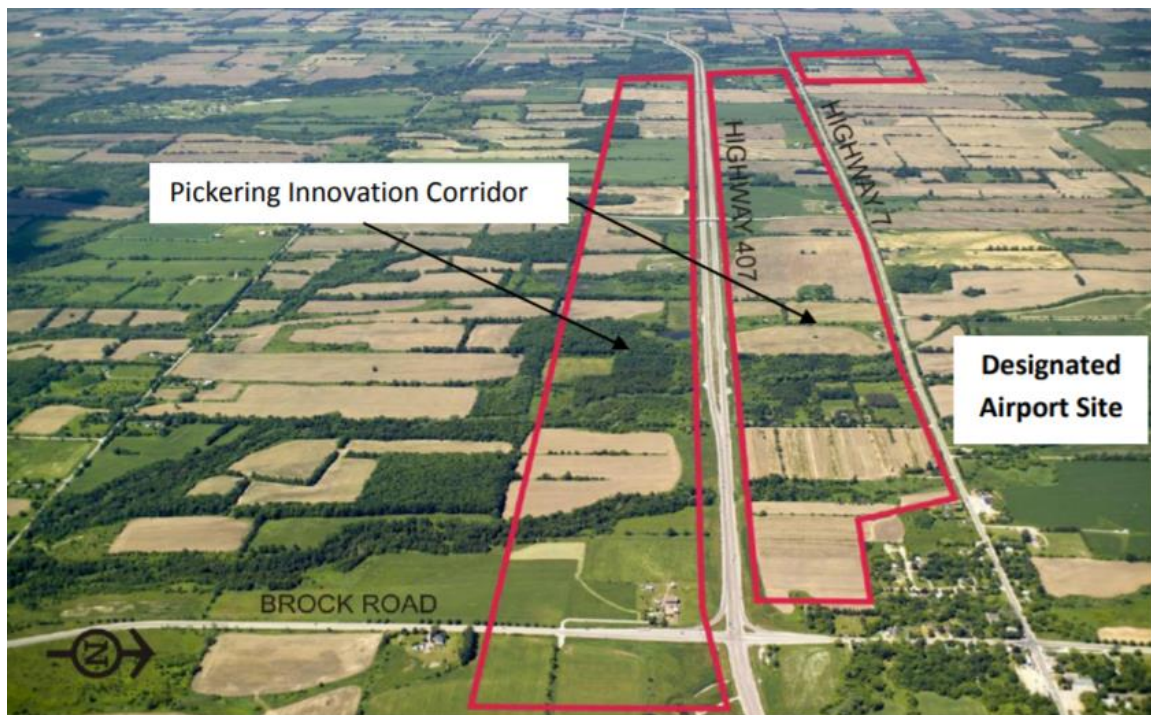 HIGHWAY 407
HIGHWAY 7
Pickering Innovation Corridor
Designated
Airport Site
BROCK ROAD
N